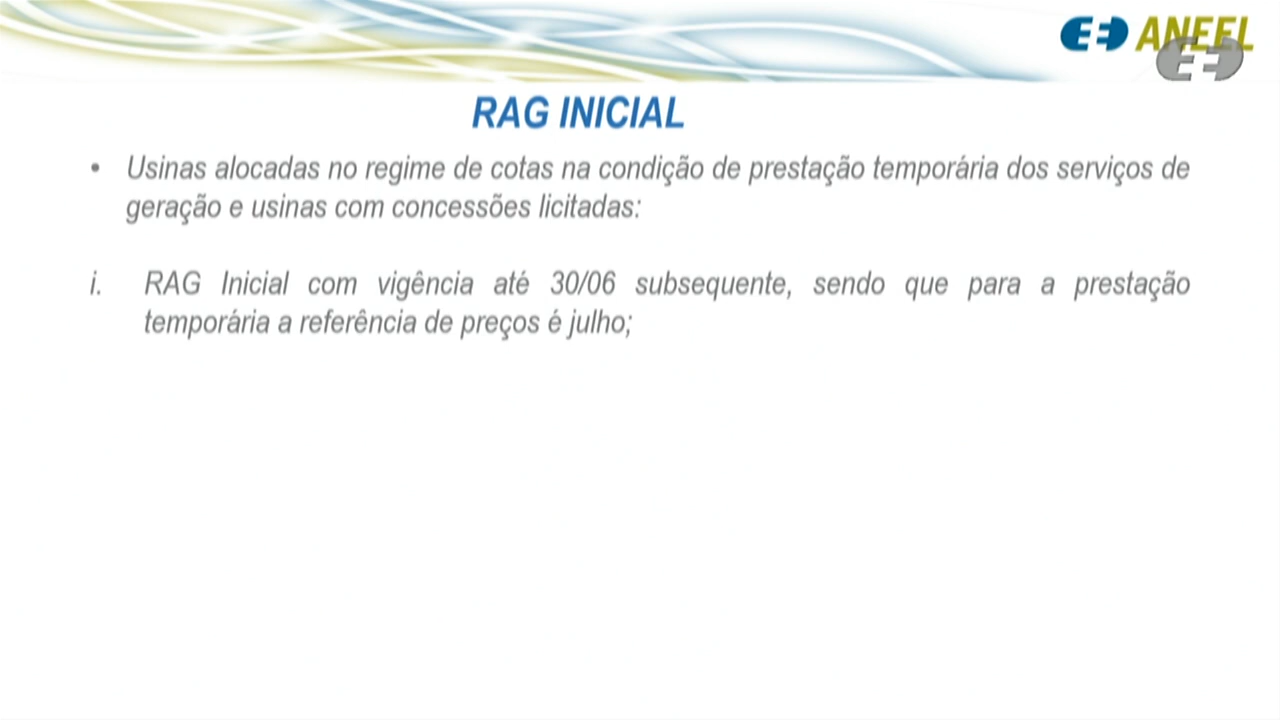 ANEEL
RAG INICIAL
• Usinas alocadas no regime de cotas na condição de prestação temporária dos serviços de
geração e usinas com concessões licitadas:
i. RAG Inicial com vigência até 30/06 subsequente, sendo que para a prestação
temporária a referência de preços é julho;